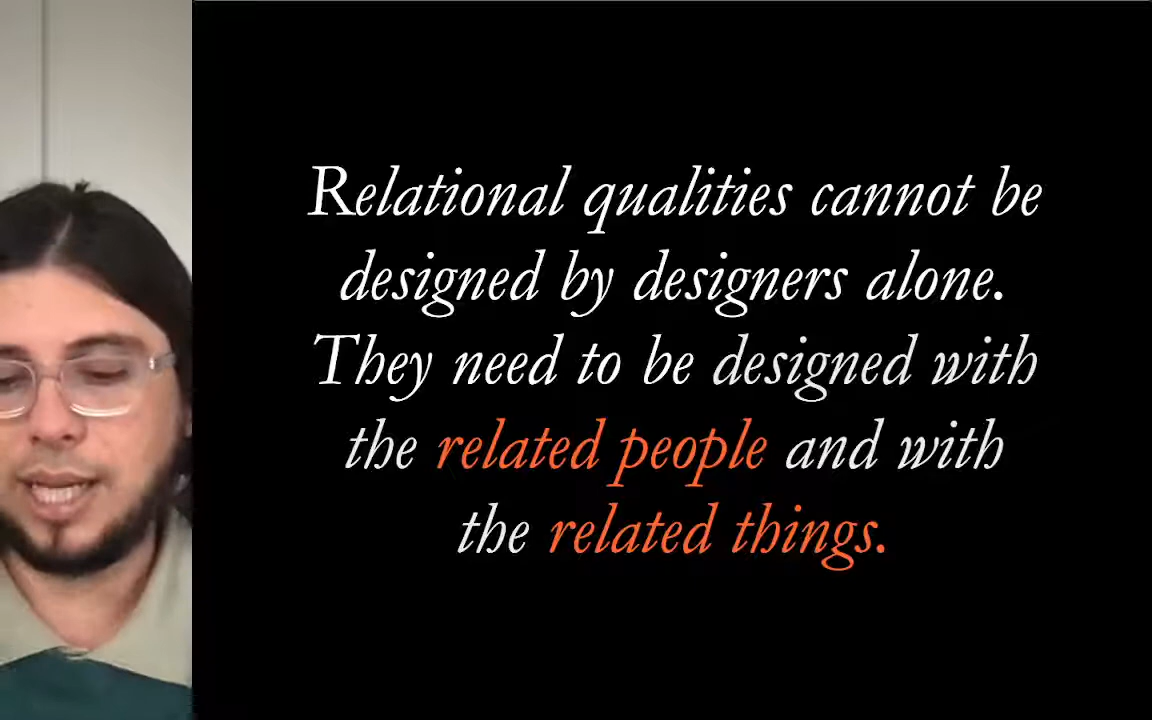 Relational qualities cannot be
designed by designers alone.
They need to be designed with
the related people and with
the related things.